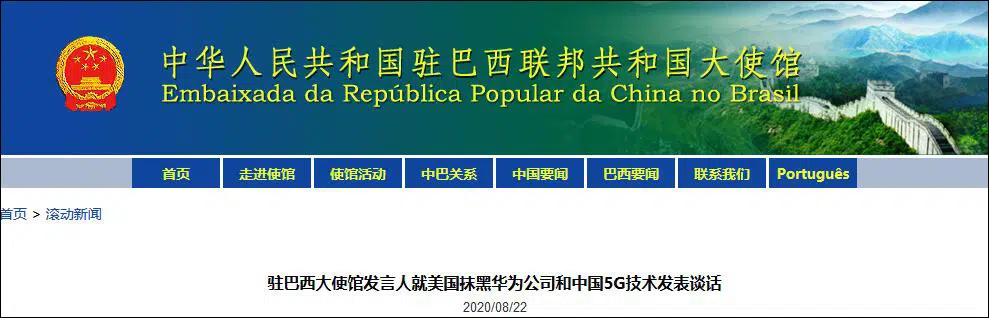 中华人民共和国驻巴西联邦共和国大使馆
Embaixada da República Popular da China no Brasil
首页 走进使馆 使馆活动 中巴关系 中国要闻 巴西要闻 联系我们 Português
首页 > 滚动新闻
驻巴西大使馆发言人就美国抹黑华为公司和中国5G技术发表谈话
2020/08/22